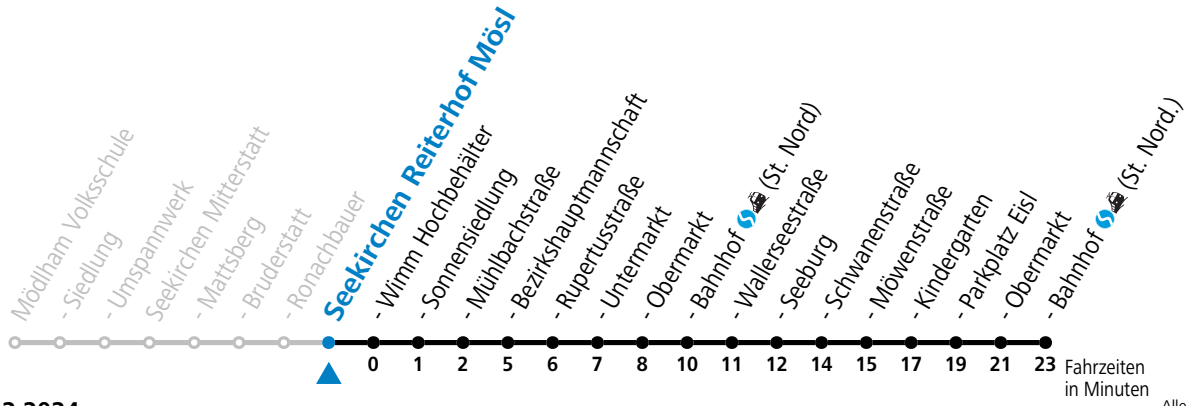 Mödlham Volksschule
- Siedlung
- Umspannwerk
Seekirchen Mitterstatt
- Mattsberg
- Bruderstatt
- Ronachbauer
Seekirchen Reiterhof Mösl
- Wimm Hochbehälter
- Sonnensiedlung
- Mühlbachstraße
- Bezirkshauptmannschaft
- Rupertusstraße
- Untermarkt
- Obermarkt
- Bahnhof S (St. Nord)
- Wallerseestraße
- Seeburg
- Schwanenstraße
- Möwenstraße
- Kindergarten
- Parkplatz Eisl
- Obermarkt
- Bahnhof S (St. Nord.)
0 1 2 5 6 7 8 10 11 12 14 15 17 19 21 23 Fahrzeiten
in Minuten